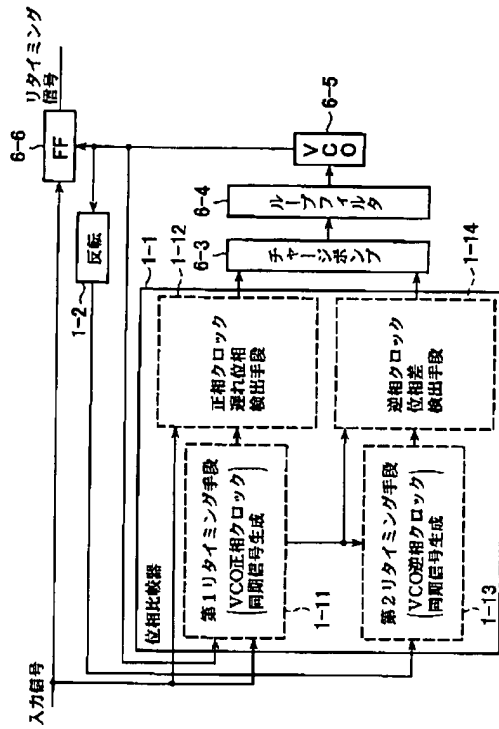 入力信号
位相比較器
第1リタイミング手段
(VCO正相クロック
同期信号生成)
1-11
第2リタイミング手段
(VCO逆相クロック
同期信号生成)
1-13
正相クロック
遅れ位相
検出手段
1-12
逆相クロック
位相差
検出手段
1-14
1-1
反転
1-2
チャージポンプ
6-3
ループフィルタ
6-4
VCO
6-5
FF
6-6
リタイミング
信号